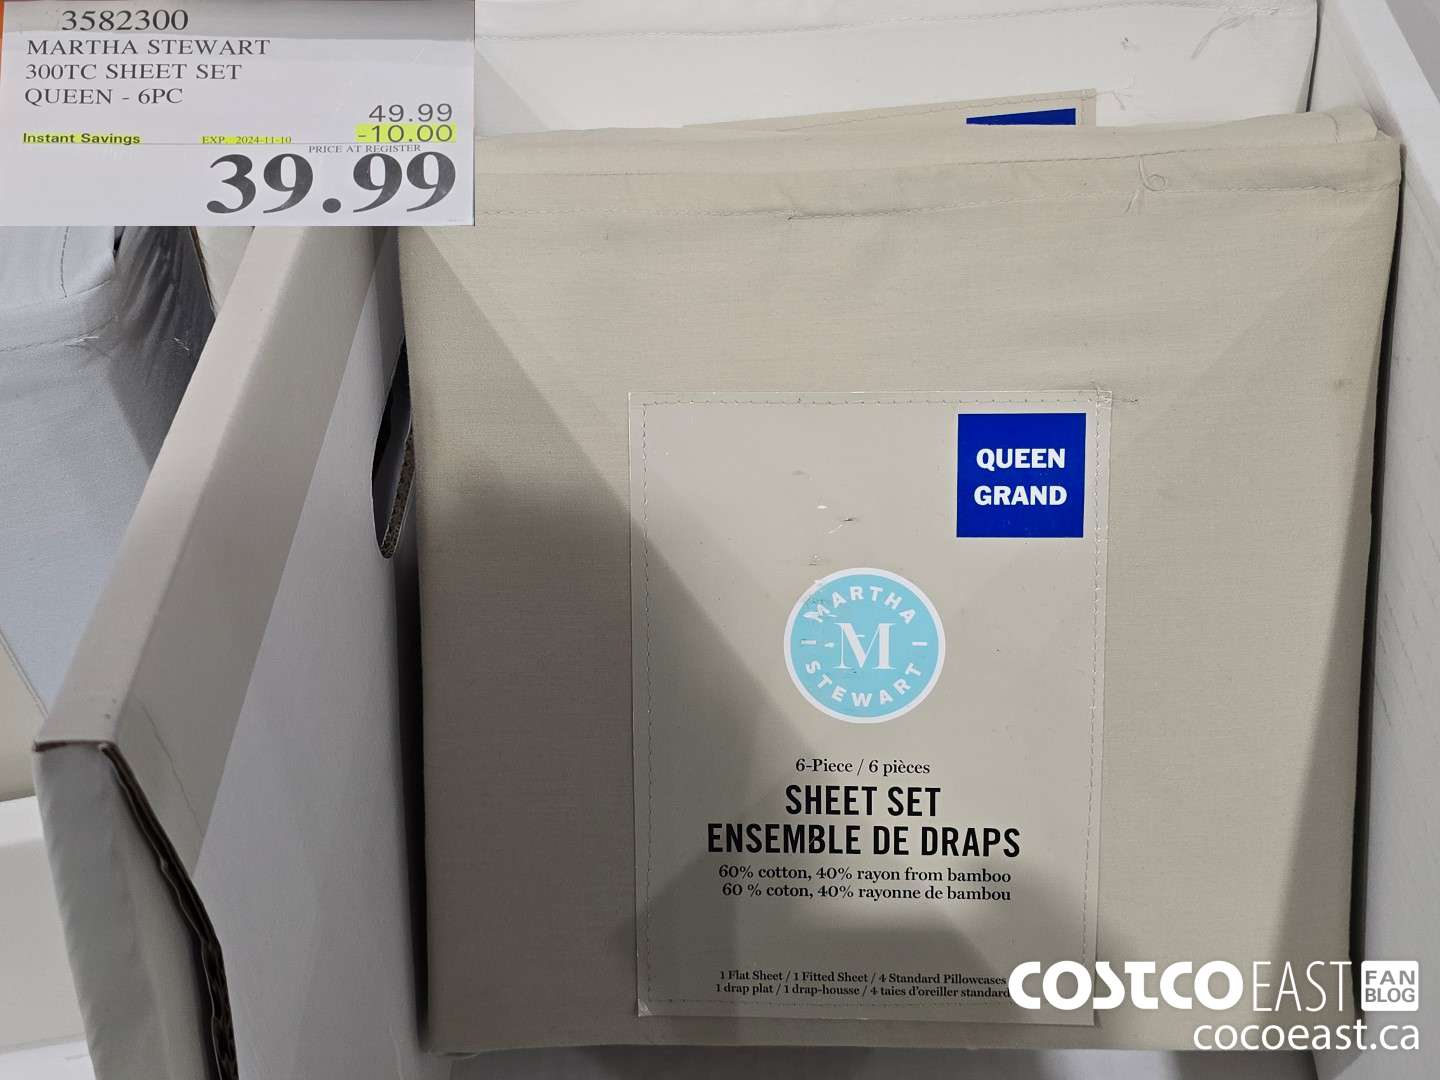 3582300
MARTHA STEWART
300TC SHEET SET
QUEEN - 6PC
49.99
Instant Savings EXP. 2024-11-10 -10.00
PRICE AT REGISTER
39.99
QUEEN
GRAND
MARTHA
M
STEWART
6-Piece / 6 pièces
SHEET SET
ENSEMBLE DE DRAPS
60% cotton, 40% rayon from bamboo
60 % coton, 40% rayonne de bambou
1 Flat Sheet / 1 Fitted Sheet / 4 Standard Pillowcases
1 drap plat / 1 drap-housse / 4 taies d'oreiller standard
COSTCO EAST FAN
BLOG
cocoeast.ca